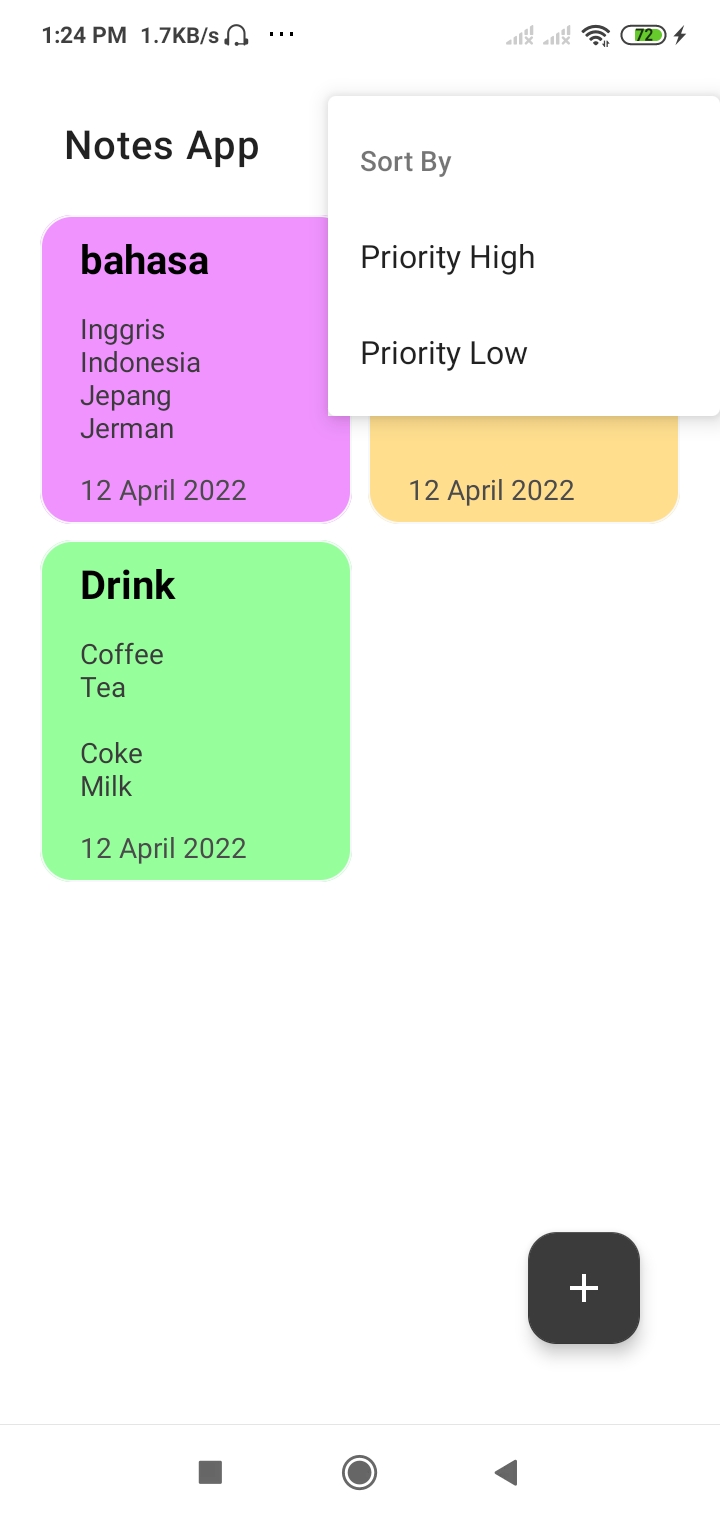 1:24 PM 1.7KB/s ... 72
Notes App
Sort By
Priority High
Priority Low
bahasa
Inggris
Indonesia
Jepang
Jerman
12 April 2022
12 April 2022
Drink
Coffee
Tea
Coke
Milk
12 April 2022